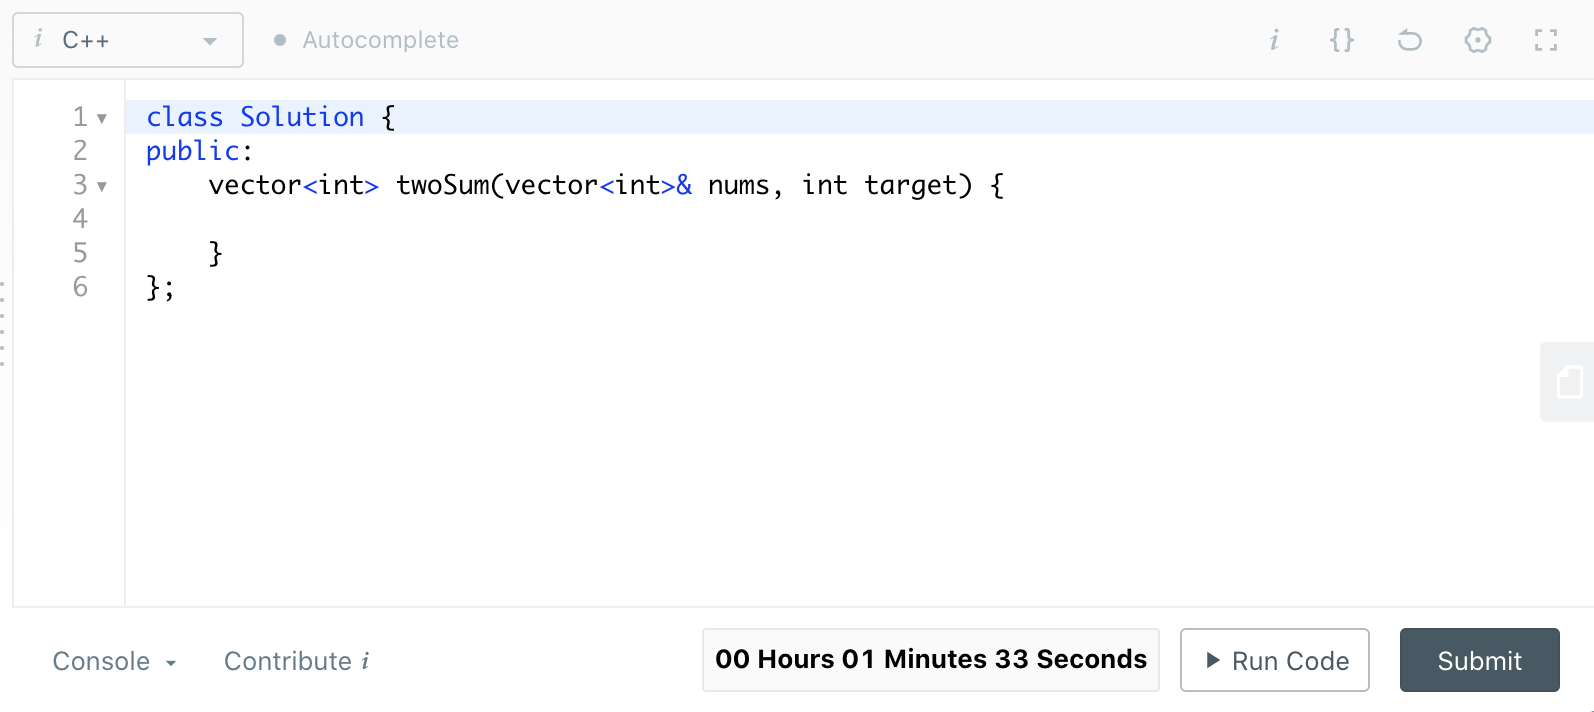 i C++ Autocomplete i {}
1 class Solution {
2 public:
3     vector<int> twoSum(vector<int>& nums, int target) {
4
5     }
6 };
Console Contribute i 00 Hours 01 Minutes 33 Seconds Run Code Submit